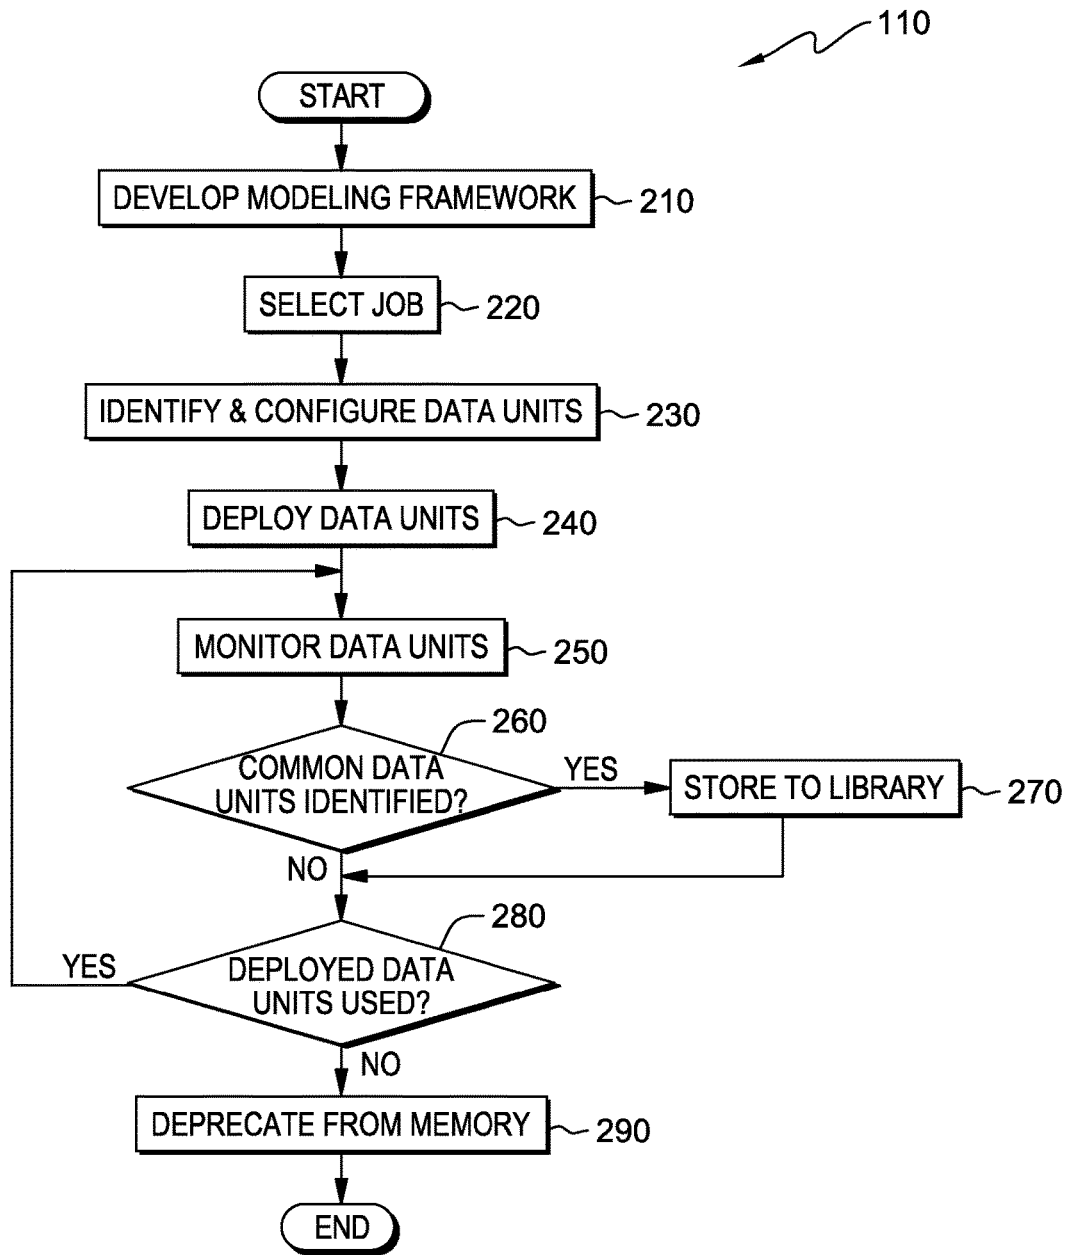 110
START
DEVELOP MODELING FRAMEWORK
210
SELECT JOB
220
IDENTIFY & CONFIGURE DATA UNITS
230
DEPLOY DATA UNITS
240
MONITOR DATA UNITS
250
260
COMMON DATA
UNITS IDENTIFIED?
YES
STORE TO LIBRARY
270
NO
280
YES
DEPLOYED DATA
UNITS USED?
NO
DEPRECATE FROM MEMORY
290
END